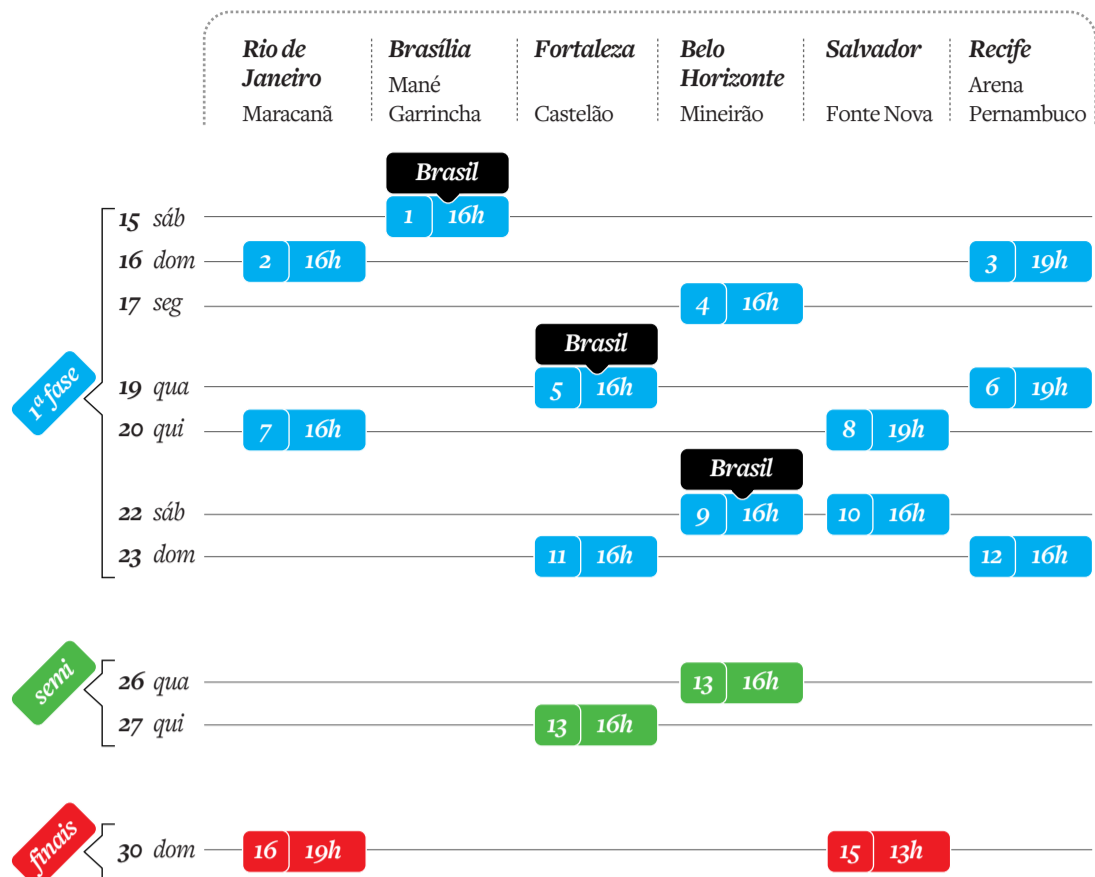 Rio de
Janeiro
Maracanã
Brasília
Mané
Garrincha
Fortaleza
Castelão
Belo
Horizonte
Mineirão
Salvador
Fonte Nova
Recife
Arena
Pernambuco
1ª fase
Brasil
15 sáb 1 16h
16 dom 2 16h 3 19h
17 seg 4 16h
Brasil
19 qua 5 16h 6 19h
20 qui 7 16h 8 19h
Brasil
22 sáb 9 16h 10 16h
23 dom 11 16h 12 16h
semi
26 qua 13 16h
27 qui 13 16h
finais
30 dom 16 19h 15 13h